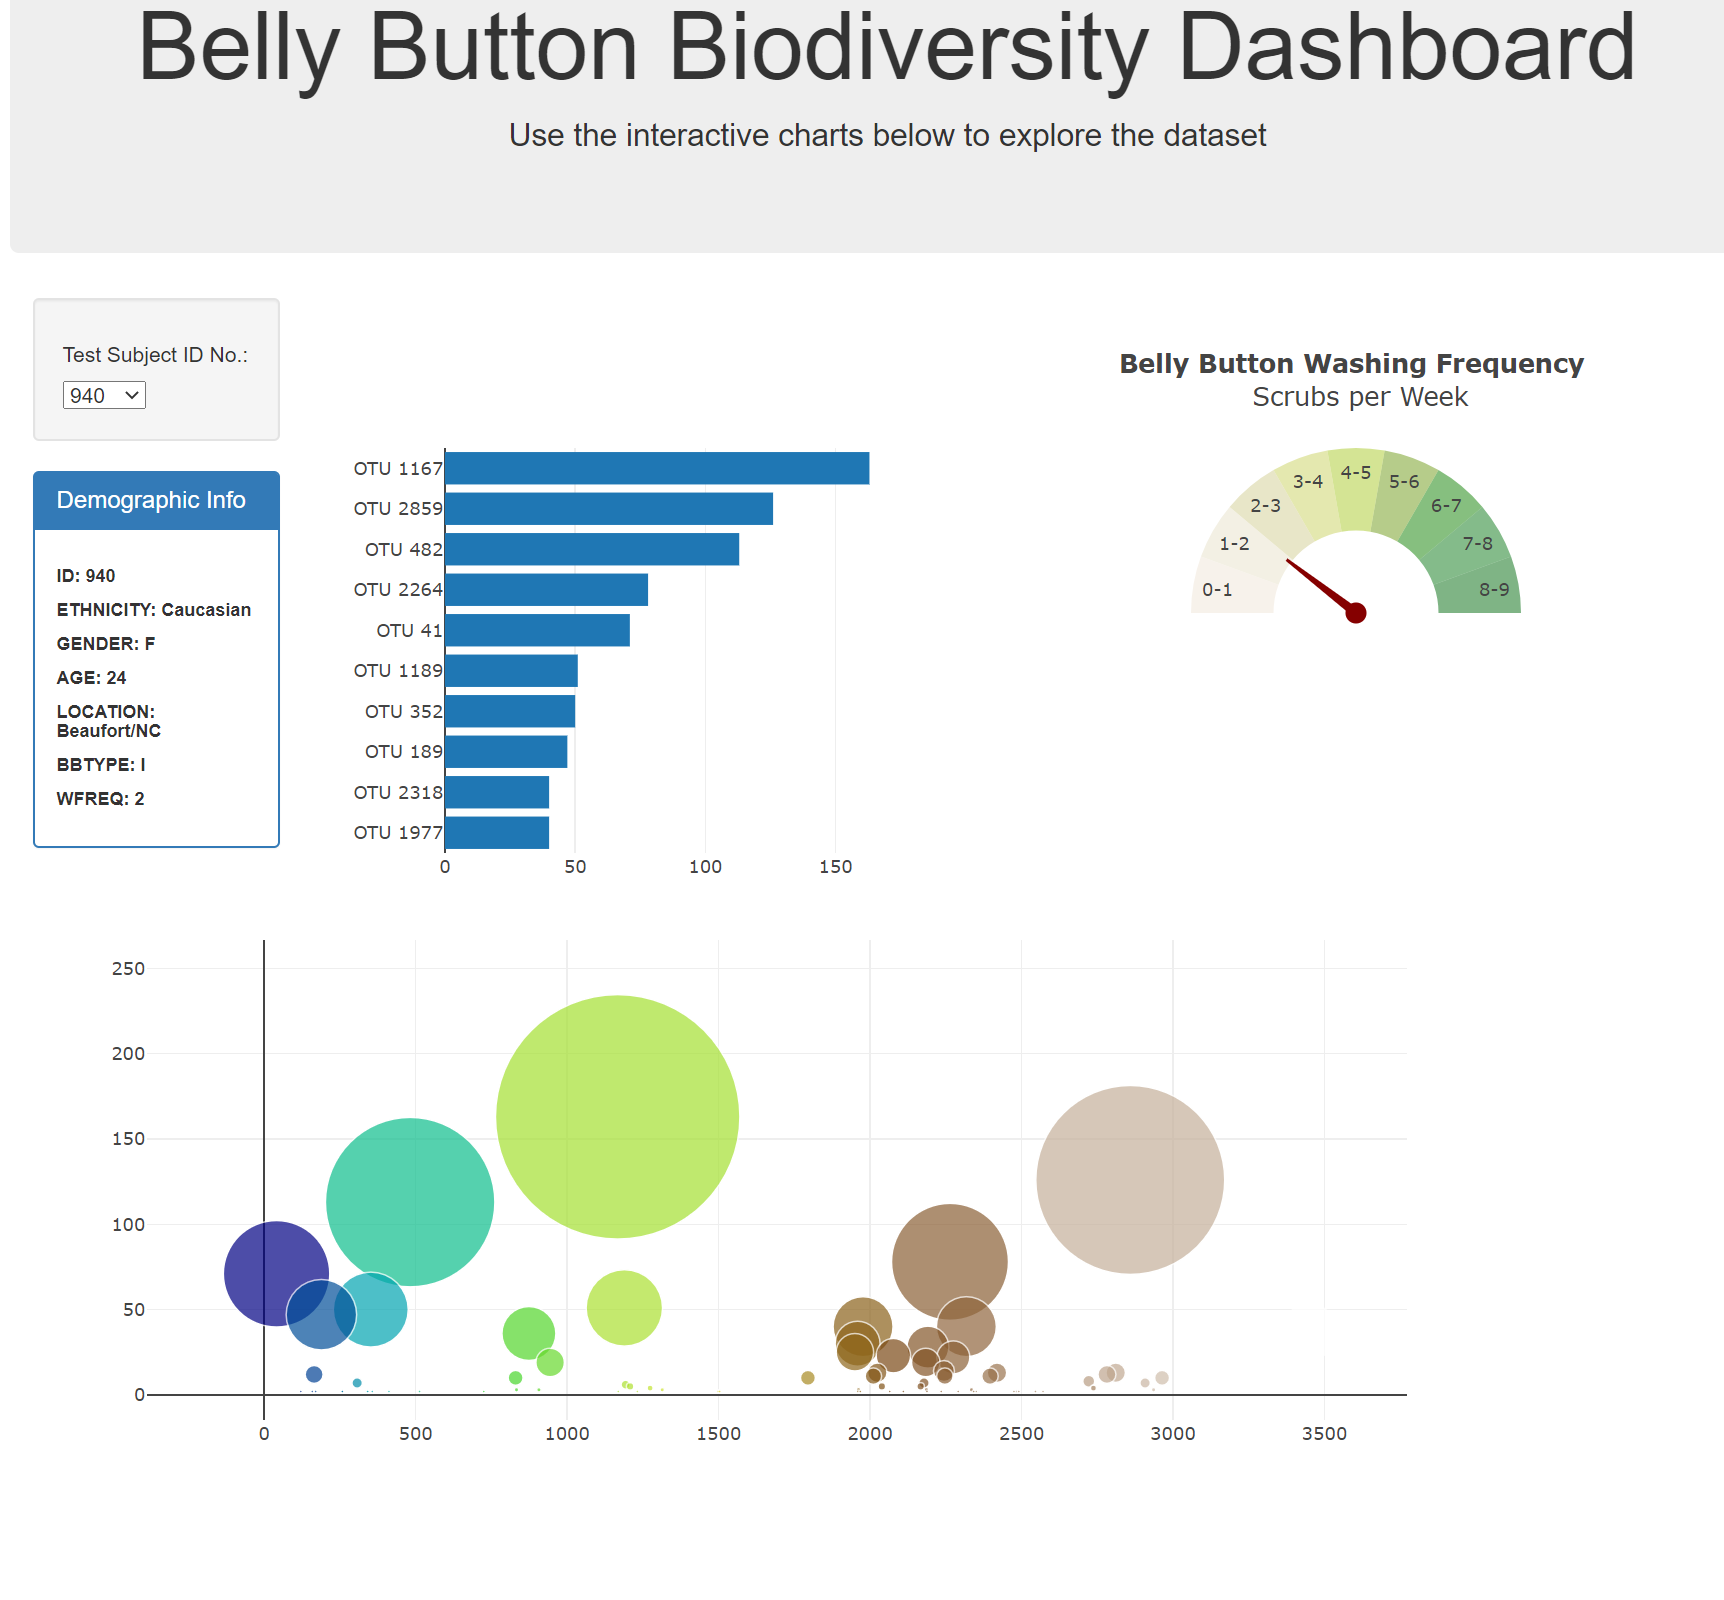 Belly Button Biodiversity Dashboard
Use the interactive charts below to explore the dataset
Test Subject ID No.:
940
Demographic Info
ID: 940
ETHNICITY: Caucasian
GENDER: F
AGE: 24
LOCATION:
Beaufort/NC
BBTYPE: I
WFREQ: 2
OTU 1167
OTU 2859
OTU 482
OTU 2264
OTU 41
OTU 1189
OTU 352
OTU 189
OTU 2318
OTU 1977
0 50 100 150
Belly Button Washing Frequency
Scrubs per Week
0-1
1-2
2-3
3-4
4-5
5-6
6-7
7-8
8-9
250
200
150
100
50
0
0 500 1000 1500 2000 2500 3000 3500